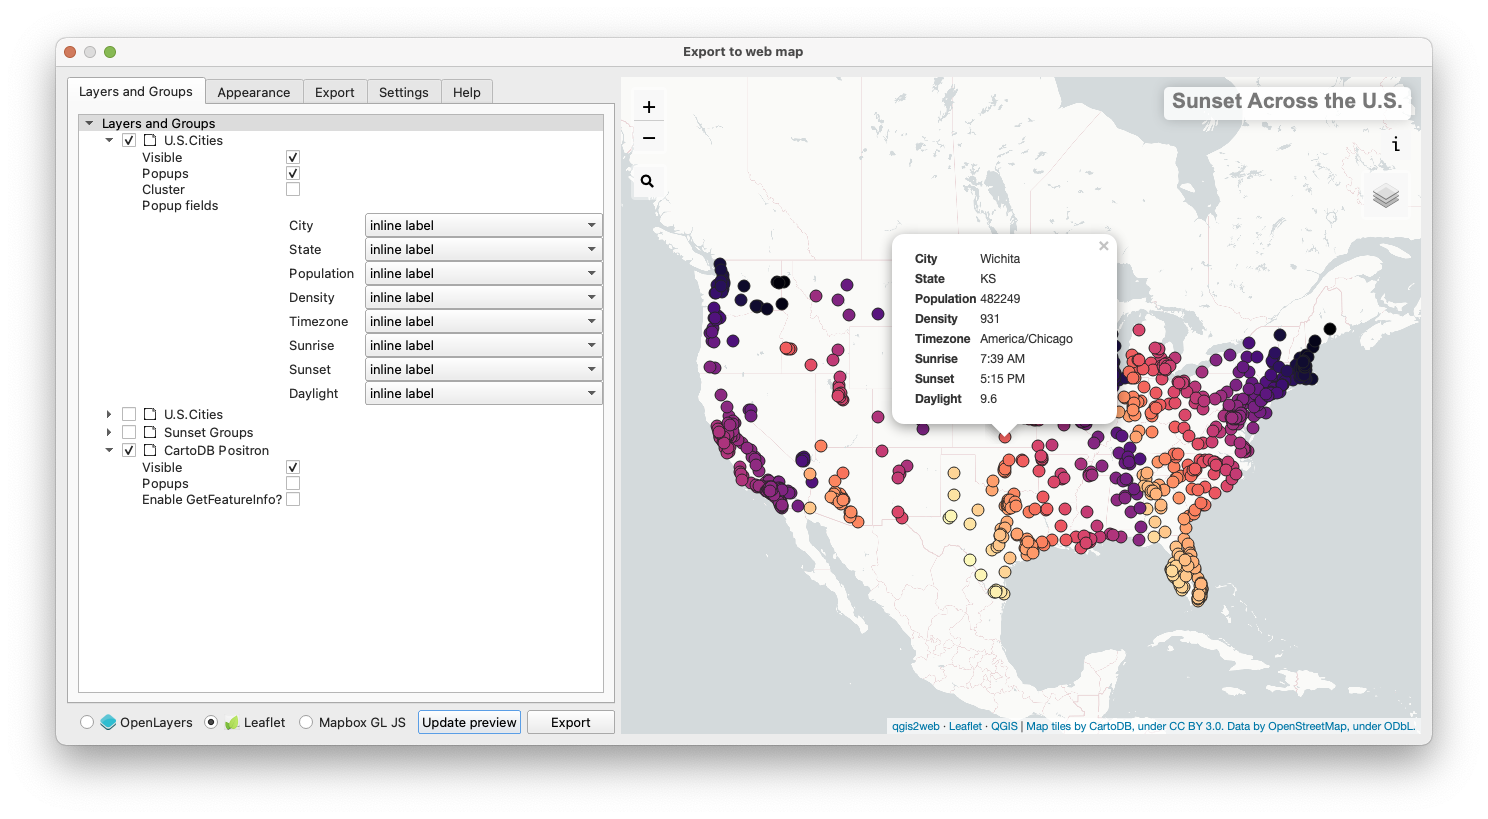 Export to web map
Layers and Groups
Appearance
Export
Settings
Help
Layers and Groups
U.S.Cities
Visible
Popups
Cluster
Popup fields
City inline label
State inline label
Population inline label
Density inline label
Timezone inline label
Sunrise inline label
Sunset inline label
Daylight inline label
U.S.Cities
Sunset Groups
CartoDB Positron
Visible
Popups
Enable GetFeatureInfo?
OpenLayers
Leaflet
Mapbox GL JS
Update preview
Export
+
−
Sunset Across the U.S.
i
×
City Wichita
State KS
Population 482249
Density 931
Timezone America/Chicago
Sunrise 7:39 AM
Sunset 5:15 PM
Daylight 9.6
qgis2web · Leaflet · QGIS | Map tiles by CartoDB, under CC BY 3.0. Data by OpenStreetMap, under ODbL.